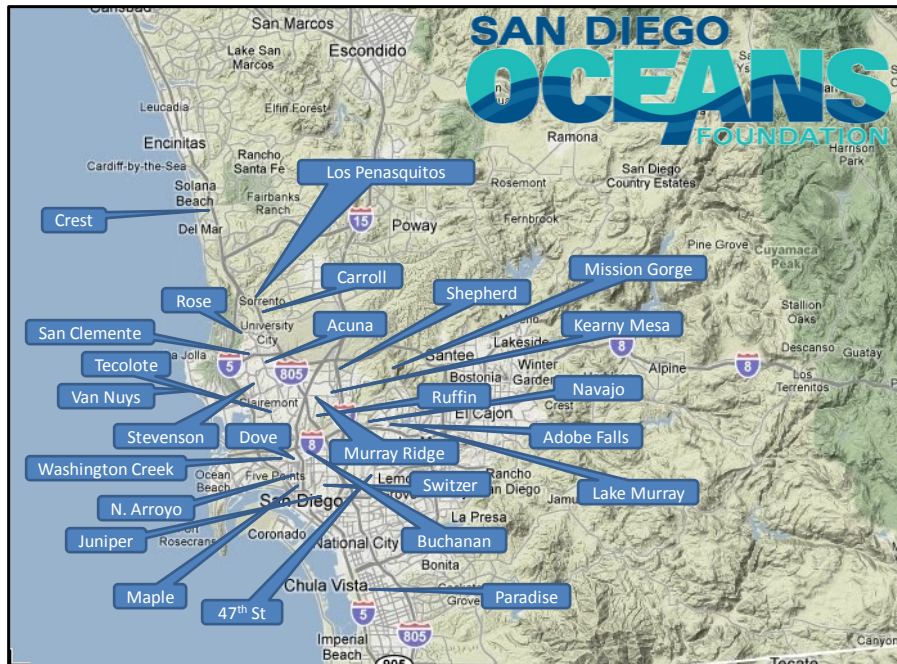 Carlsbad
San Marcos
Escondido
SAN DIEGO
OCEANS
FOUNDATION
Lake San
Marcos
Leucadia
Elfin Forest
Ramona
Encinitas
Harrison
Park
Cardiff-by-the-Sea
Rancho
Santa Fe
Los Penasquitos
San Diego
Country Estates
Rosemont
Solana
Beach
Fairbanks
Ranch
Crest
15
Poway
Fernbrook
Del Mar
Pine Grove
Cuyamaca
Peak
Mission Gorge
Carroll
Shepherd
Rose
Sorrento
Stallion
Oaks
University
City
Acuna
Kearny Mesa
San Clemente
Lakeside
8
Descanso
Guatay
Jolla
5
805
Santee
Winter
Alpine
8
Tecolote
Bostonia
Los
Terrenitos
Van Nuys
Clairemont
Ruffin
Navajo
El Cajon
Crest
Stevenson
Dove
8
Murray Ridge
Adobe Falls
Washington Creek
Ocean
Beach
Five Points
Switzer
Rancho
San Diego
Lake Murray
N. Arroyo
San Diego
La Presa
Juniper
Coronado
National City
Buchanan
Rosecrans
Bonita
Maple
Chula Vista
47th St
Paradise
5
Imperial
Beach
805
905
Tecate
Canyon